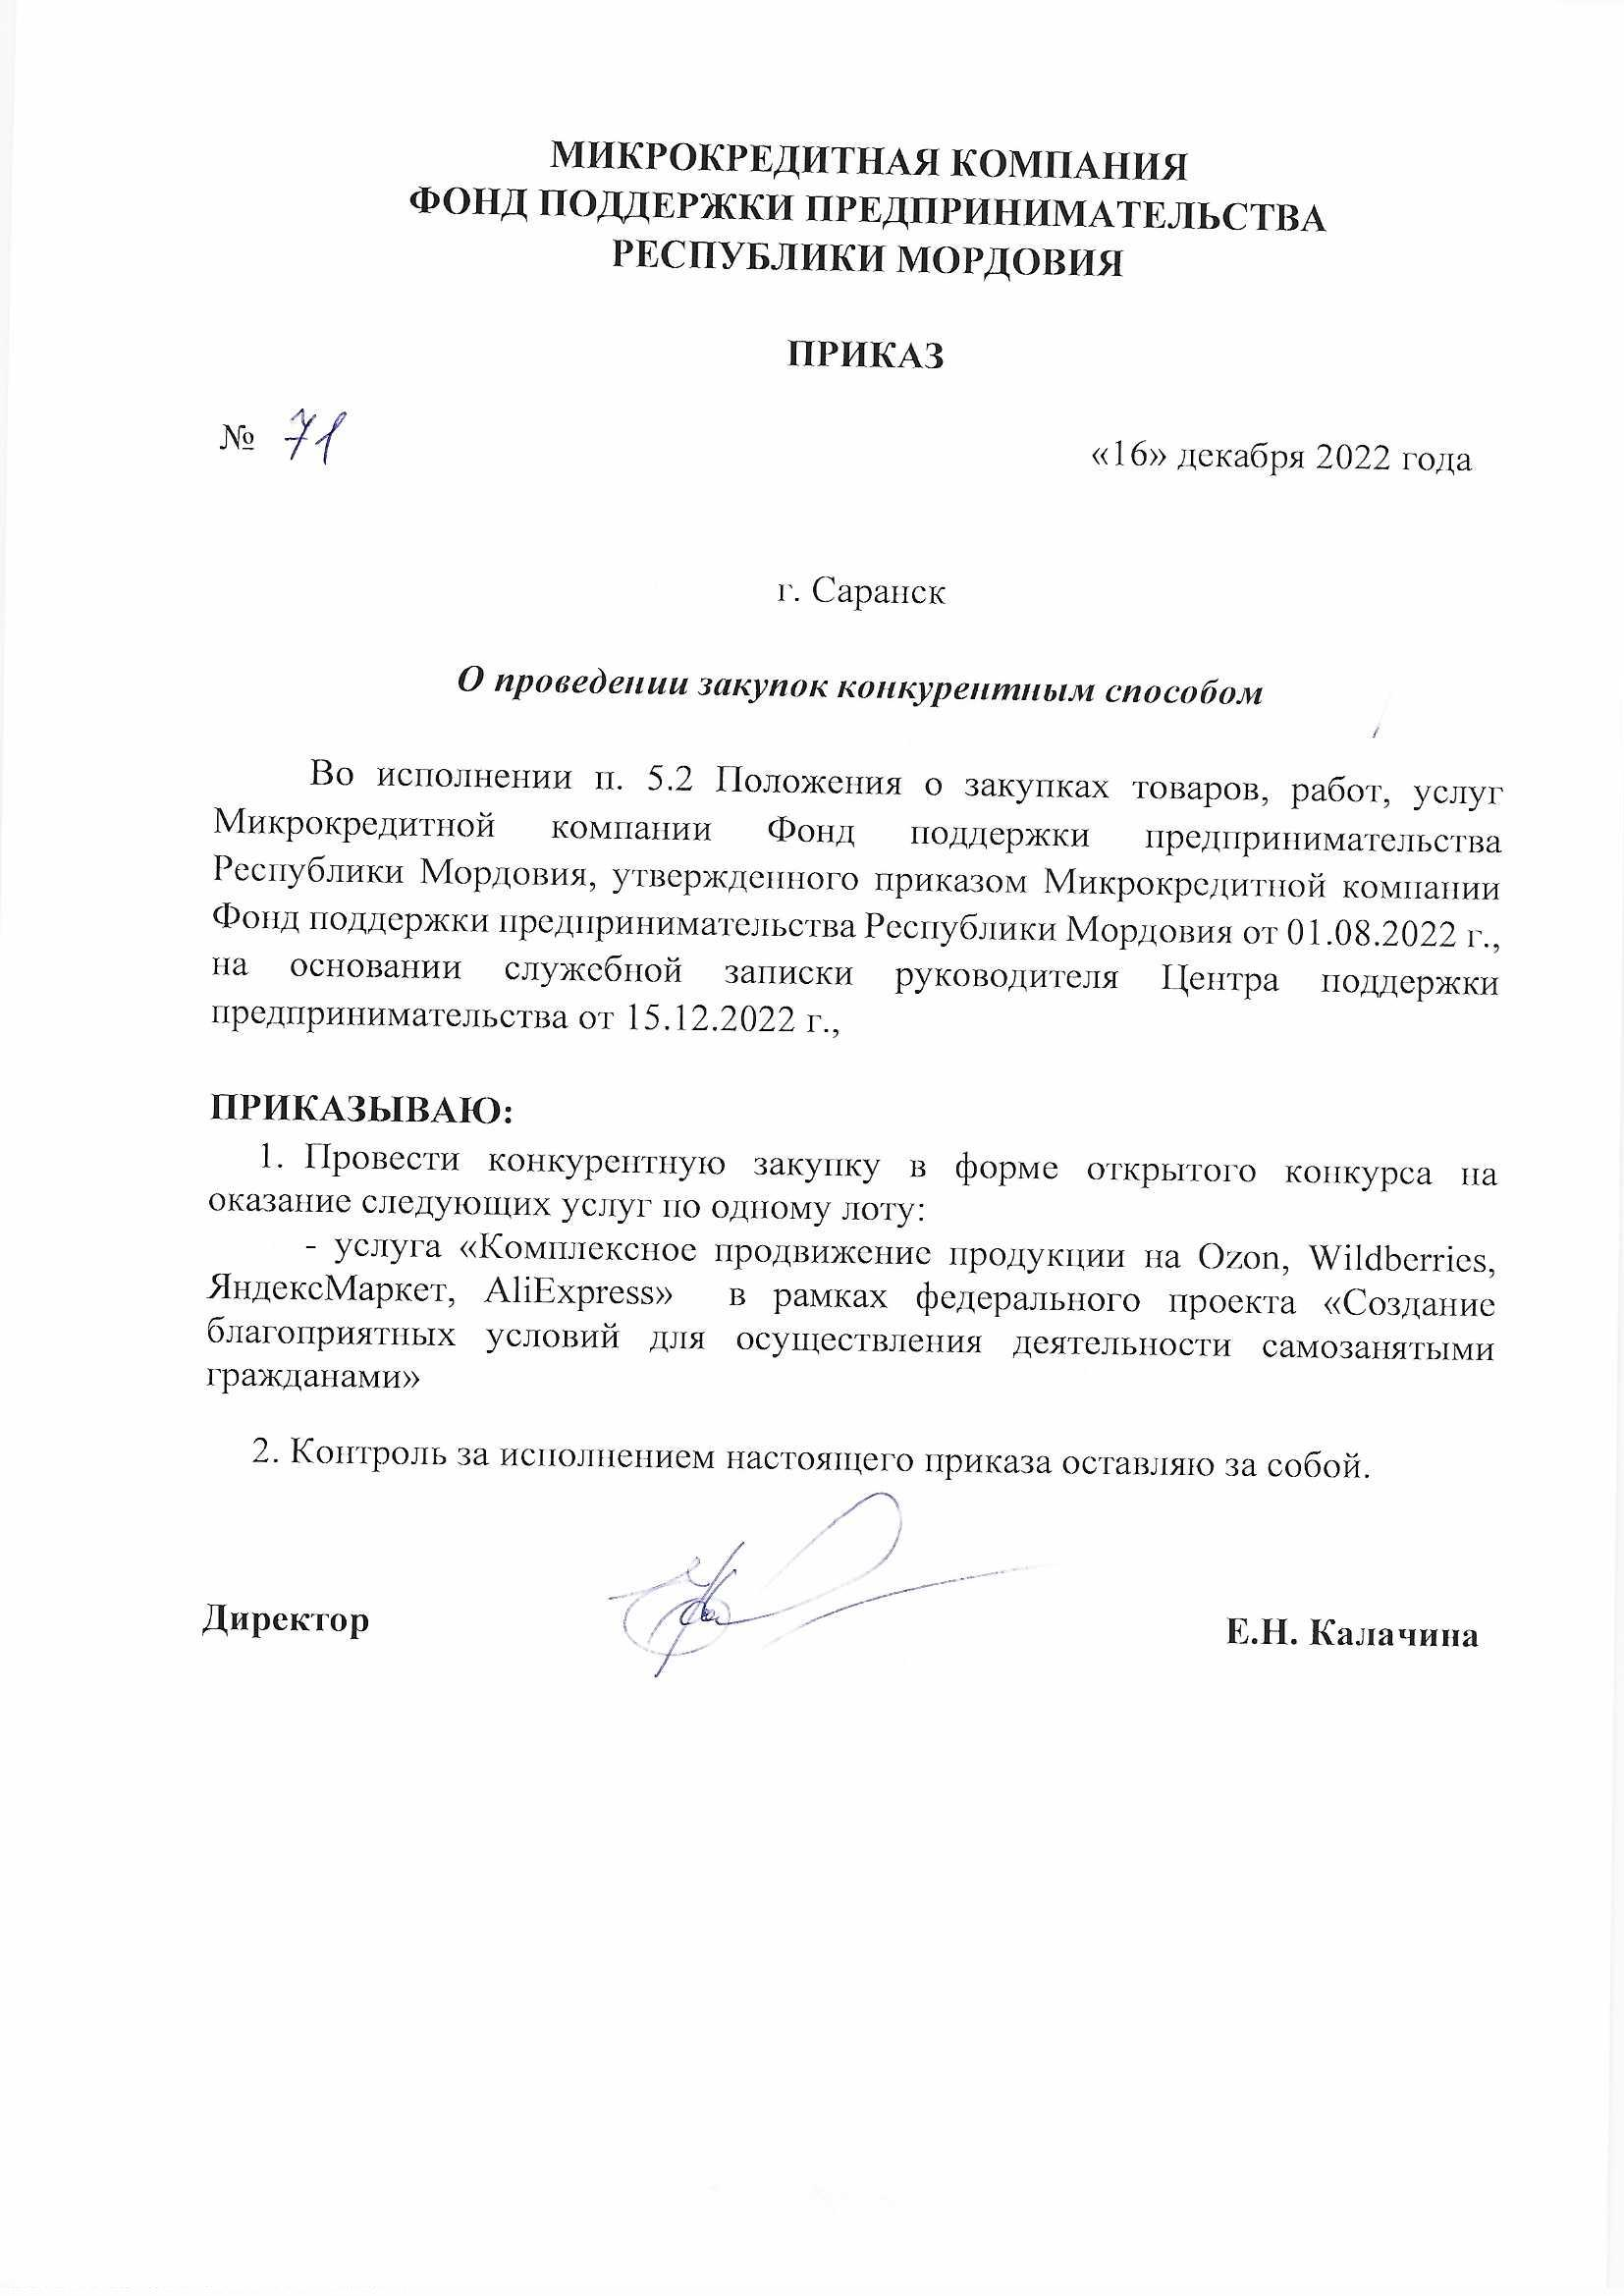 МИКРОКРЕДИТНАЯ КОМПАНИЯ
ФОНД ПОДДЕРЖКИ ПРЕДПРИНИМАТЕЛЬСТВА
РЕСПУБЛИКИ МОРДОВИЯ
ПРИКАЗ
№ 71 «16» декабря 2022 года
г. Саранск
О проведении закупок конкурентным способом
Во исполнении п. 5.2 Положения о закупках товаров, работ, услуг
Микрокредитной компании Фонд поддержки предпринимательства
Республики Мордовия, утвержденного приказом Микрокредитной компании
Фонд поддержки предпринимательства Республики Мордовия от 01.08.2022 г.,
на основании служебной записки руководителя Центра поддержки
предпринимательства от 15.12.2022 г.,
ПРИКАЗЫВАЮ:
1. Провести конкурентную закупку в форме открытого конкурса на
оказание следующих услуг по одному лоту:
- услуга «Комплексное продвижение продукции на Ozon, Wildberries,
ЯндексМаркет, AliExpress» в рамках федерального проекта «Создание
благоприятных условий для осуществления деятельности самозанятыми
гражданами»
2. Контроль за исполнением настоящего приказа оставляю за собой.
Директор Е.Н. Калачина